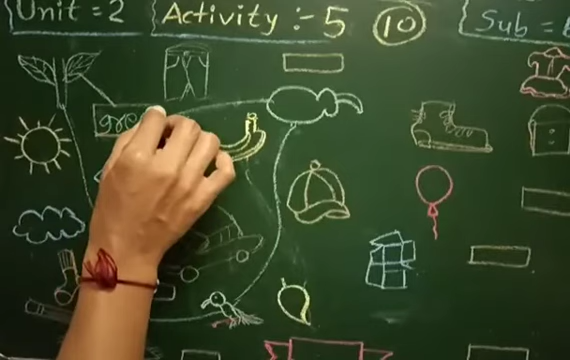 Unit = 2 Activity :- 5 10 Sub =
gre